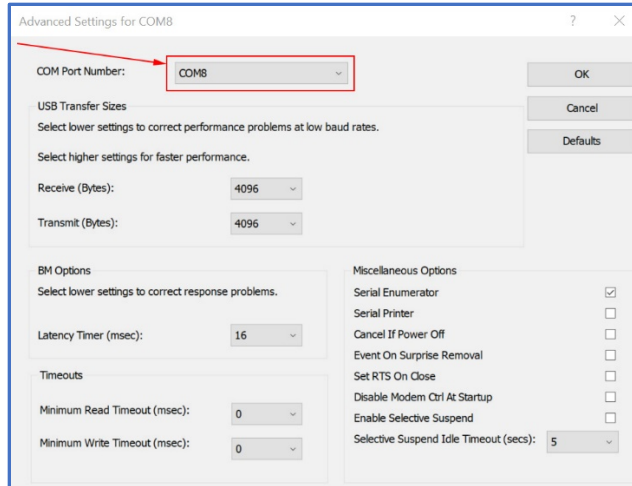 Advanced Settings for COM8
COM Port Number:
COM8
OK
Cancel
Defaults
USB Transfer Sizes
Select lower settings to correct performance problems at low baud rates.
Select higher settings for faster performance.
Receive (Bytes):
4096
Transmit (Bytes):
4096
BM Options
Select lower settings to correct response problems.
Latency Timer (msec):
16
Timeouts
Minimum Read Timeout (msec):
0
Minimum Write Timeout (msec):
0
Miscellaneous Options
Serial Enumerator
Serial Printer
Cancel If Power Off
Event On Surprise Removal
Set RTS On Close
Disable Modem Ctrl At Startup
Enable Selective Suspend
Selective Suspend Idle Timeout (secs):
5